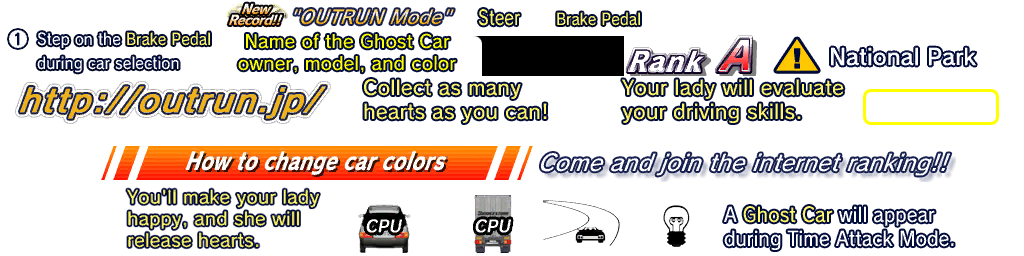 New Record!!
"OUTRUN Mode"
Steer
Brake Pedal
① Step on the Brake Pedal
during car selection
Name of the Ghost Car
owner, model, and color
Rank A
National Park
http://outrun.jp/
Collect as many
hearts as you can!
Your lady will evaluate
your driving skills.
How to change car colors
Come and join the internet ranking!!
You'll make your lady
happy, and she will
release hearts.
CPU
CPU
A Ghost Car will appear
during Time Attack Mode.